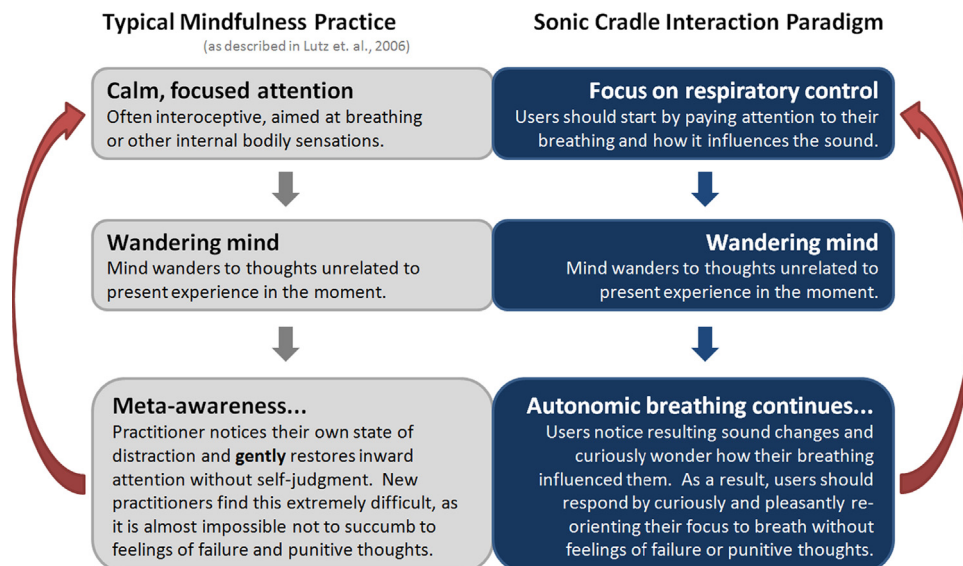 Typical Mindfulness Practice
(as described in Lutz et. al., 2006)
Calm, focused attention
Often interoceptive, aimed at breathing
or other internal bodily sensations.
Wandering mind
Mind wanders to thoughts unrelated to
present experience in the moment.
Meta-awareness...
Practitioner notices their own state of
distraction and gently restores inward
attention without self-judgment.  New
practitioners find this extremely difficult, as
it is almost impossible not to succumb to
feelings of failure and punitive thoughts.
Sonic Cradle Interaction Paradigm
Focus on respiratory control
Users should start by paying attention to their
breathing and how it influences the sound.
Wandering mind
Mind wanders to thoughts unrelated to
present experience in the moment.
Autonomic breathing continues...
Users notice resulting sound changes and
curiously wonder how their breathing
influenced them.  As a result, users should
respond by curiously and pleasantly re-
orienting their focus to breath without
feelings of failure or punitive thoughts.